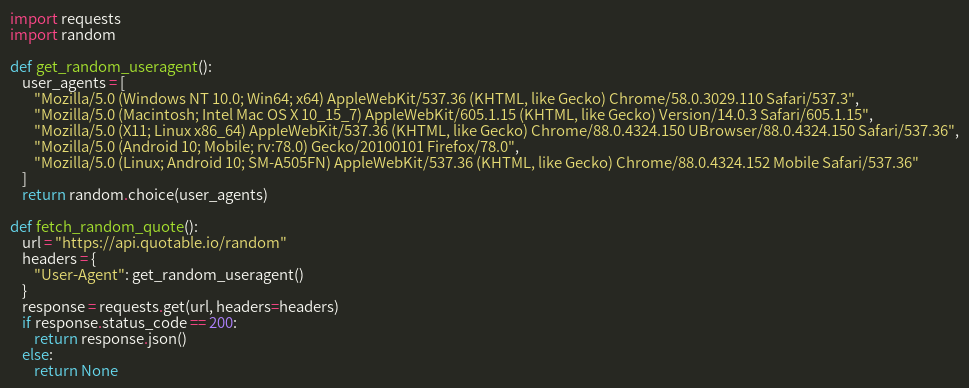 import requests
import random

def get_random_useragent():
    user_agents = [
        "Mozilla/5.0 (Windows NT 10.0; Win64; x64) AppleWebKit/537.36 (KHTML, like Gecko) Chrome/58.0.3029.110 Safari/537.3",
        "Mozilla/5.0 (Macintosh; Intel Mac OS X 10_15_7) AppleWebKit/605.1.15 (KHTML, like Gecko) Version/14.0.3 Safari/605.1.15",
        "Mozilla/5.0 (X11; Linux x86_64) AppleWebKit/537.36 (KHTML, like Gecko) Chrome/88.0.4324.150 UBrowser/88.0.4324.150 Safari/537.36",
        "Mozilla/5.0 (Android 10; Mobile; rv:78.0) Gecko/20100101 Firefox/78.0",
        "Mozilla/5.0 (Linux; Android 10; SM-A505FN) AppleWebKit/537.36 (KHTML, like Gecko) Chrome/88.0.4324.152 Mobile Safari/537.36"
    ]
    return random.choice(user_agents)

def fetch_random_quote():
    url = "https://api.quotable.io/random"
    headers = {
        "User-Agent": get_random_useragent()
    }
    response = requests.get(url, headers=headers)
    if response.status_code == 200:
        return response.json()
    else:
        return None